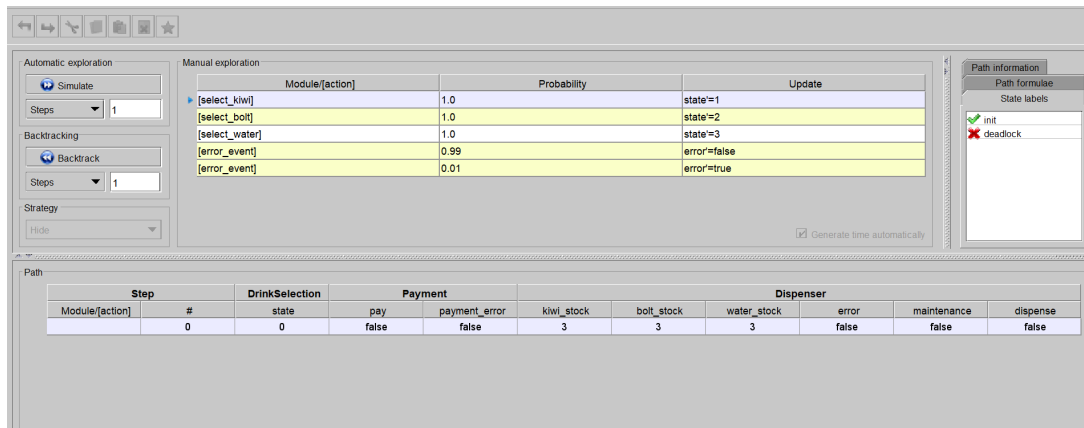 Automatic exploration
Simulate
Steps 1
Backtracking
Backtrack
Steps 1
Strategy
Hide
Manual exploration
Module/[action] Probability Update
[select_kiwi] 1.0 state'=1
[select_bolt] 1.0 state'=2
[select_water] 1.0 state'=3
[error_event] 0.99 error'=false
[error_event] 0.01 error'=true
Generate time automatically
Path information
Path formulae
State labels
init
deadlock
Path
Step DrinkSelection Payment Dispenser
Module/[action] # state pay payment_error kiwi_stock bolt_stock water_stock error maintenance dispense
0 0 false false 3 3 3 false false false